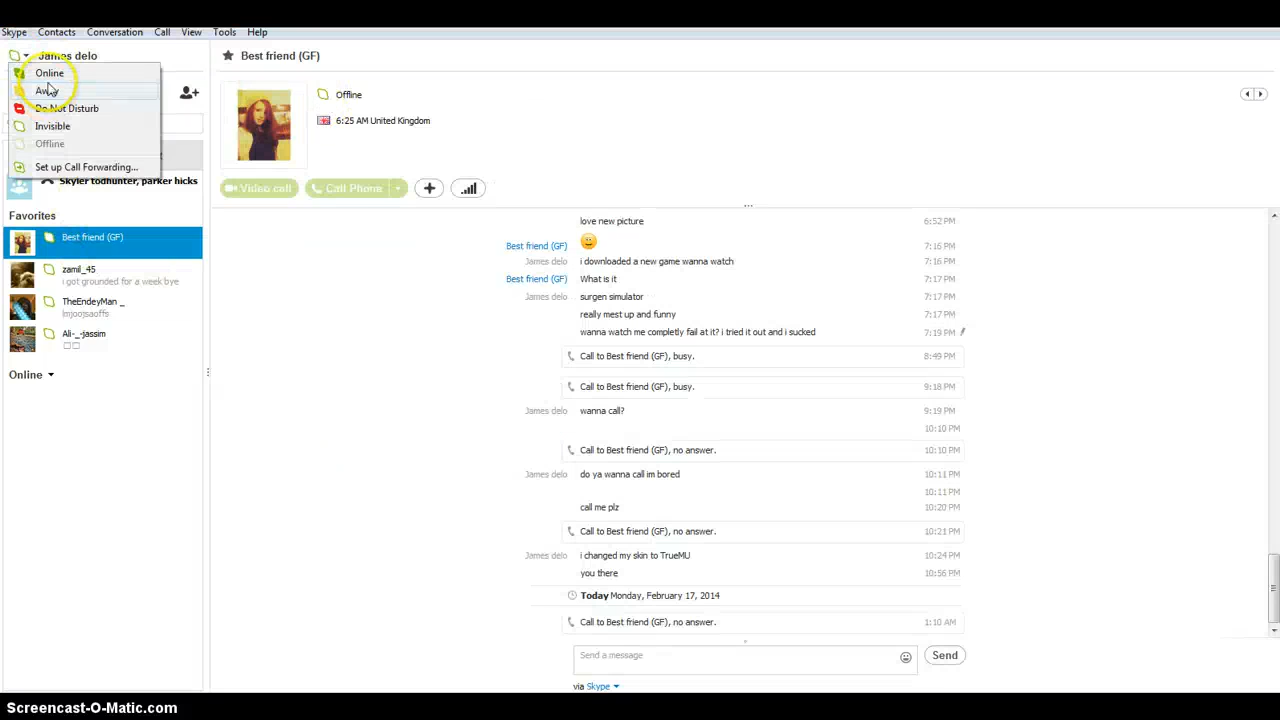 Skype Contacts Conversation Call View Tools Help
James delo
Online
Away
Do Not Disturb
Invisible
Offline
Set up Call Forwarding...
Skyler todhunter, parker hicks
Favorites
Best friend (GF)
zamil_45
i got grounded for a week bye
TheEndeyMan _
lmjoojsaoffs
Ali-_-jassim
Online
Best friend (GF)
Offline
6:25 AM United Kingdom
Video call Call Phone
love new picture 6:52 PM
Best friend (GF) 7:16 PM
James delo i downloaded a new game wanna watch 7:16 PM
Best friend (GF) What is it 7:17 PM
James delo surgen simulator 7:17 PM
really mest up and funny 7:17 PM
wanna watch me completly fail at it? i tried it out and i sucked 7:19 PM
Call to Best friend (GF), busy. 8:49 PM
Call to Best friend (GF), busy. 9:18 PM
James delo wanna call? 9:19 PM
10:10 PM
Call to Best friend (GF), no answer. 10:10 PM
James delo do ya wanna call im bored 10:11 PM
10:11 PM
call me plz 10:20 PM
Call to Best friend (GF), no answer. 10:21 PM
James delo i changed my skin to TrueMU 10:24 PM
you there 10:56 PM
Today Monday, February 17, 2014
Call to Best friend (GF), no answer. 1:10 AM
Send a message Send
via Skype
Screencast-O-Matic.com